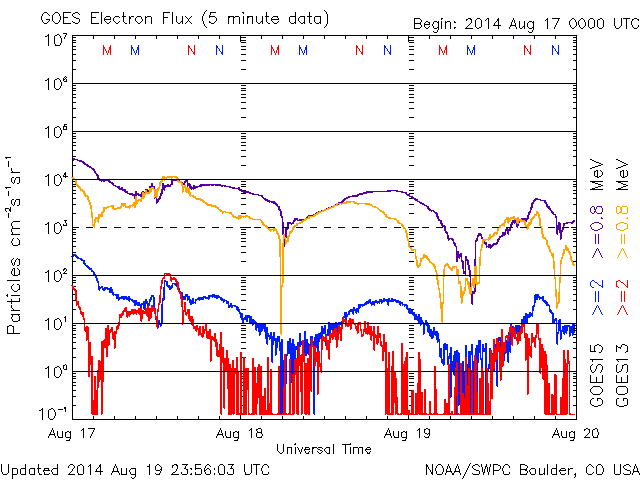 GOES Electron Flux (5 minute data)
Begin: 2014 Aug 17 0000 UTC
10⁷
M M N N M M N N M M N N
10⁶
10⁵
10⁴
10³
10²
10¹
10⁰
10⁻¹
Particles cm⁻²s⁻¹sr⁻¹
GOES15 >=2 >=0.8 MeV
GOES13 >=2 >=0.8 MeV
Aug 17 Aug 18 Aug 19 Aug 20
Universal Time
Updated 2014 Aug 19 23:56:03 UTC
NOAA/SWPC Boulder, CO USA